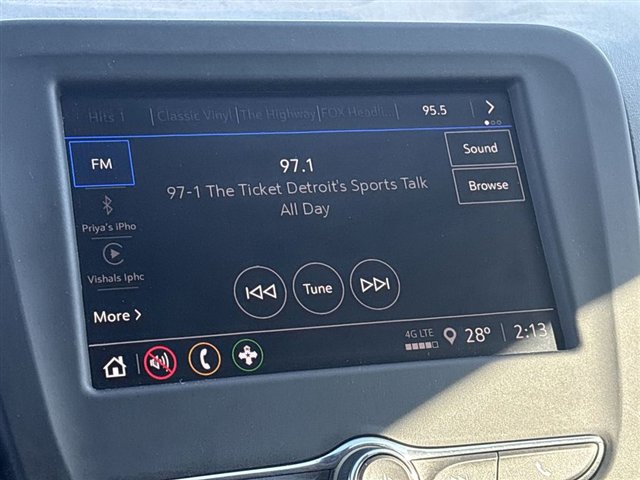 Hits 1 | Classic Vinyl | The Highway | FOX Headli... | 95.5
FM
97.1
Sound
97-1 The Ticket Detroit's Sports Talk
All Day
Browse
Priya's iPho
Vishals Iphc
Tune
More
4G LTE 28° 2:13